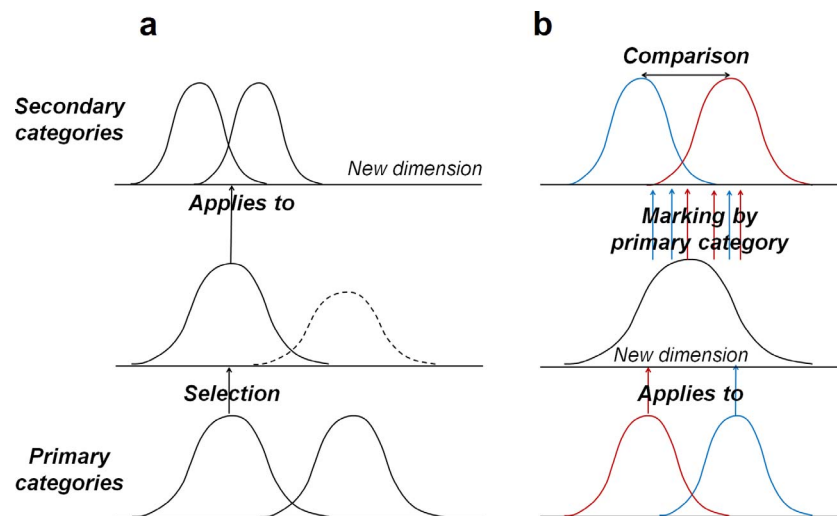 a
b
Comparison
Secondary
categories
New dimension
Applies to
Marking by
primary category
New dimension
Selection
Applies to
Primary
categories